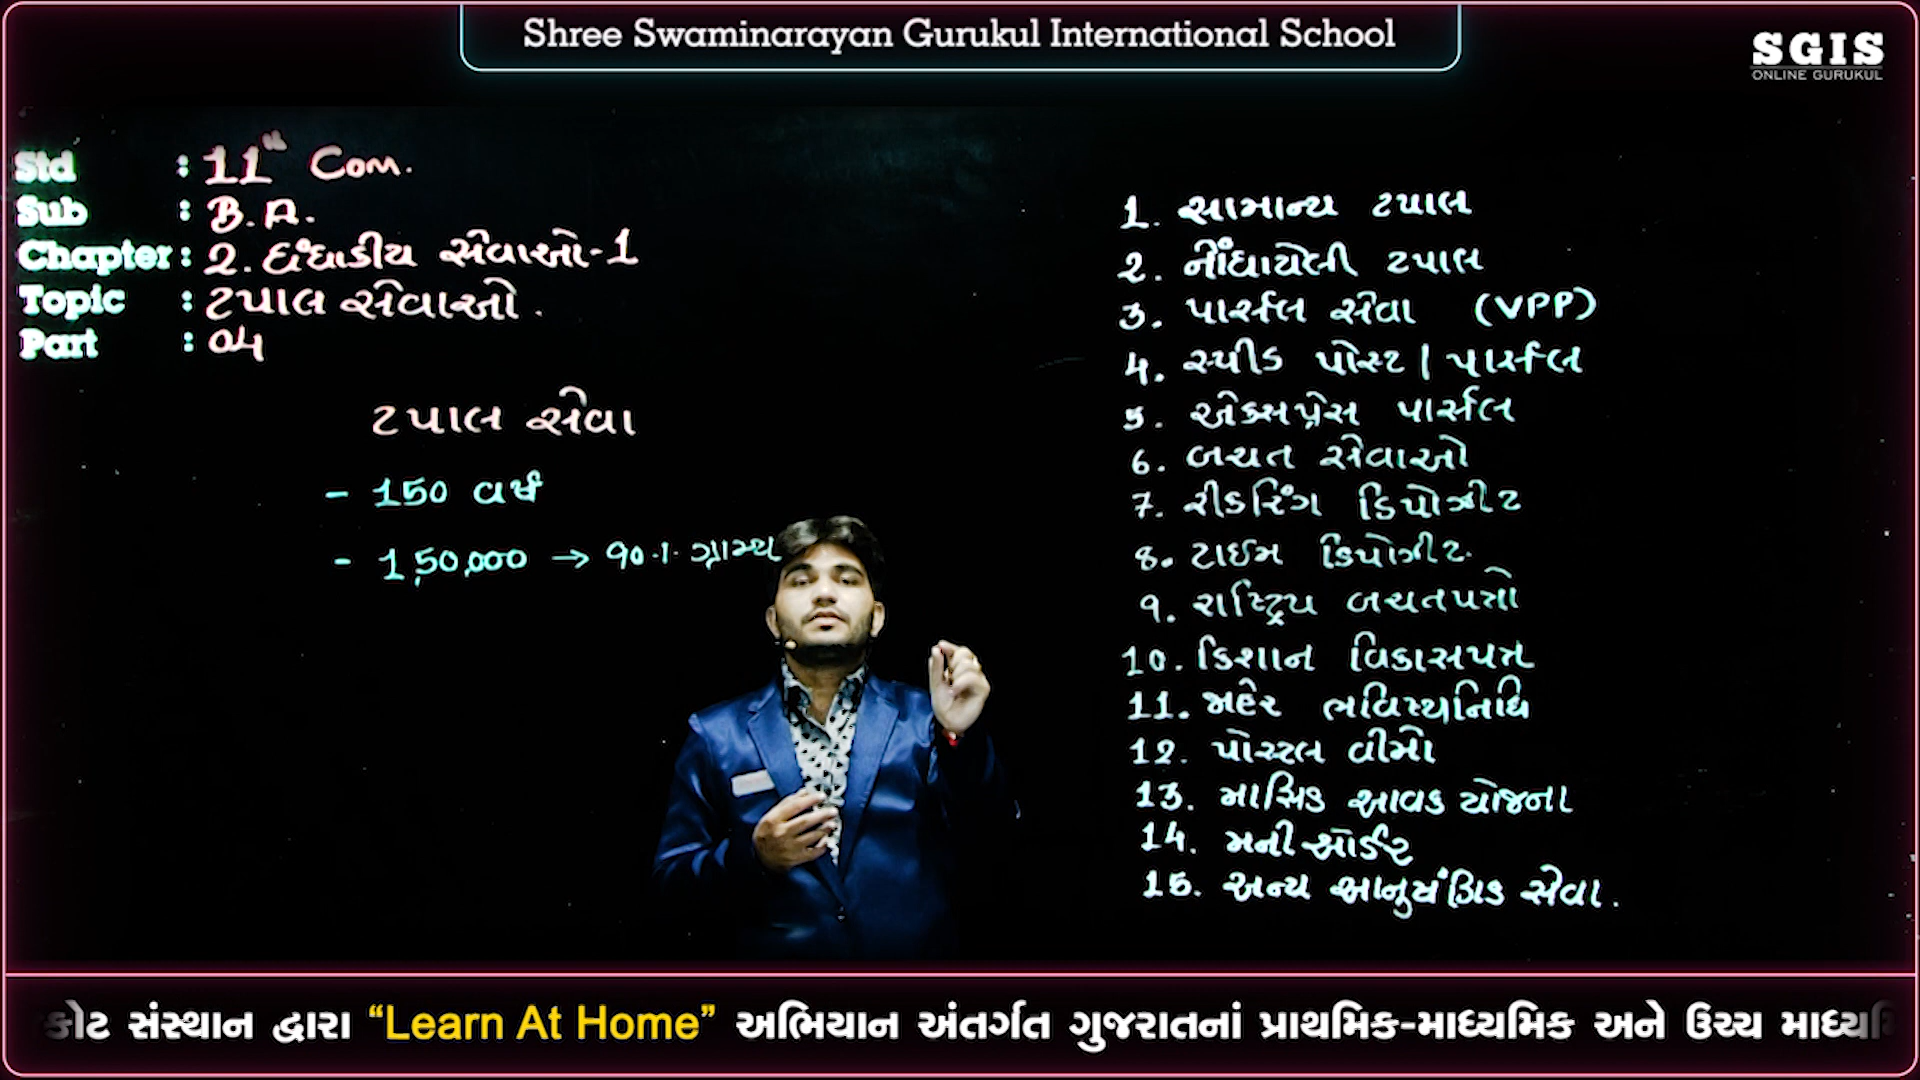 Shree Swaminarayan Gurukul International School
SGIS
ONLINE GURUKUL
Std : 11th Com.
Sub : B.A.
Chapter : 2. ધંધાકીય સેવાઓ-1
Topic : ટપાલ સેવાઓ.
Part : 04
ટપાલ સેવા
- 150 વર્ષ
- 1,50,000 → 90% ગ્રામ્ય
1. સામાન્ય ટપાલ
2. નોંધાયેલી ટપાલ
3. પાર્સલ સેવા (VPP)
4. સ્પીડ પોસ્ટ | પાર્સલ
5. એક્સપ્રેસ પાર્સલ
6. બચત સેવાઓ
7. રીકરિંગ ડિપોઝીટ
8. ટાઈમ ડિપોઝીટ
9. રાષ્ટ્રિય બચતપત્રો
10. કિશાન વિકાસપત્ર
11. જાહેર ભવિષ્યનિધિ
12. પોસ્ટલ વીમો
13. માસિક આવક યોજના
14. મની ઓર્ડર
15. અન્ય આનુષંગિક સેવા.
કોટ સંસ્થાન દ્વારા “Learn At Home” અભિયાન અંતર્ગત ગુજરાતનાં પ્રાથમિક-માધ્યમિક અને ઉચ્ચ માધ્યમિ